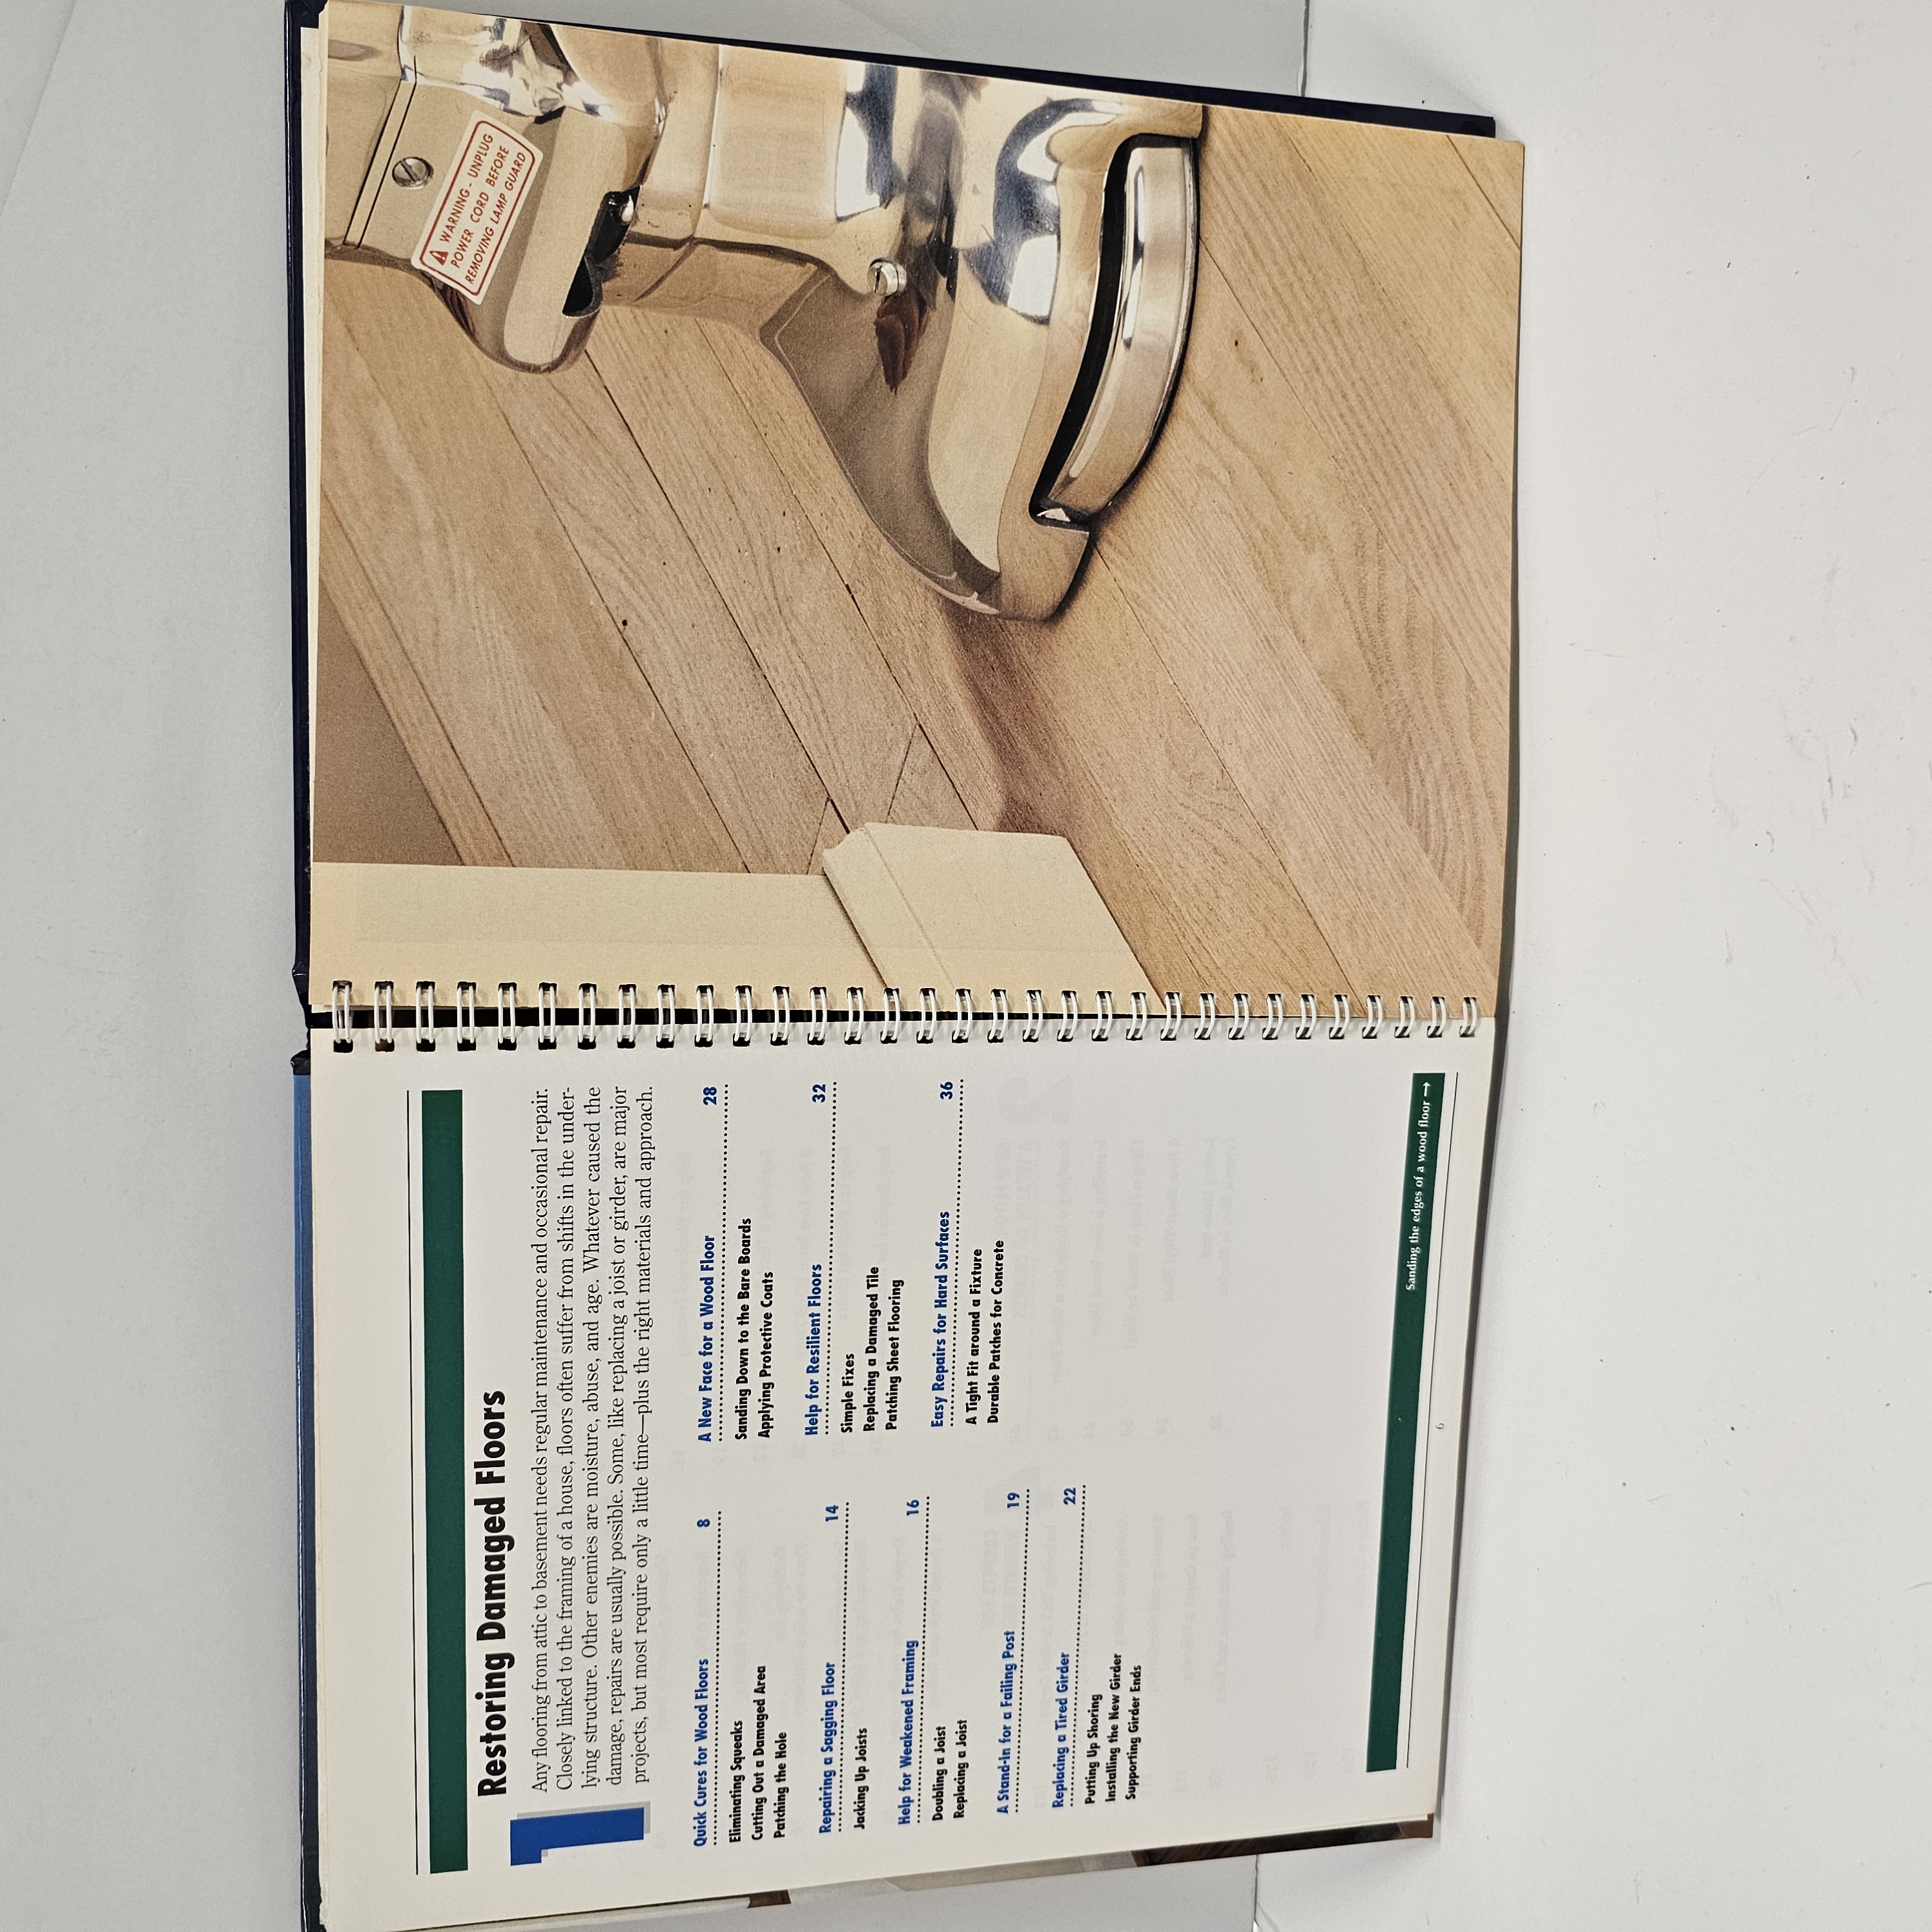 Restoring Damaged Floors
1
Any flooring from attic to basement needs regular maintenance and occasional repair.
Closely linked to the framing of a house, floors often suffer from shifts in the under-
lying structure. Other enemies are moisture, abuse, and age. Whatever caused the
damage, repairs are usually possible. Some, like replacing a joist or girder, are major
projects, but most require only a little time—plus the right materials and approach.
Quick Cures for Wood Floors 8
Eliminating Squeaks
Cutting Out a Damaged Area
Patching the Hole
Repairing a Sagging Floor 14
Jacking Up Joists
Help for Weakened Framing 16
Doubling a Joist
Replacing a Joist
A Stand-in for a Failing Post 19
Replacing a Tired Girder 22
Putting Up Shoring
Installing the New Girder
Supporting Girder Ends
A New Face for a Wood Floor 28
Sanding Down to the Bare Boards
Applying Protective Coats
Help for Resilient Floors 32
Simple Fixes
Replacing a Damaged Tile
Patching Sheet Flooring
Easy Repairs for Hard Surfaces 36
A Tight Fit around a Fixture
Durable Patches for Concrete
Sanding the edges of a wood floor →
6
WARNING - UNPLUG
POWER CORD BEFORE
REMOVING LAMP GUARD